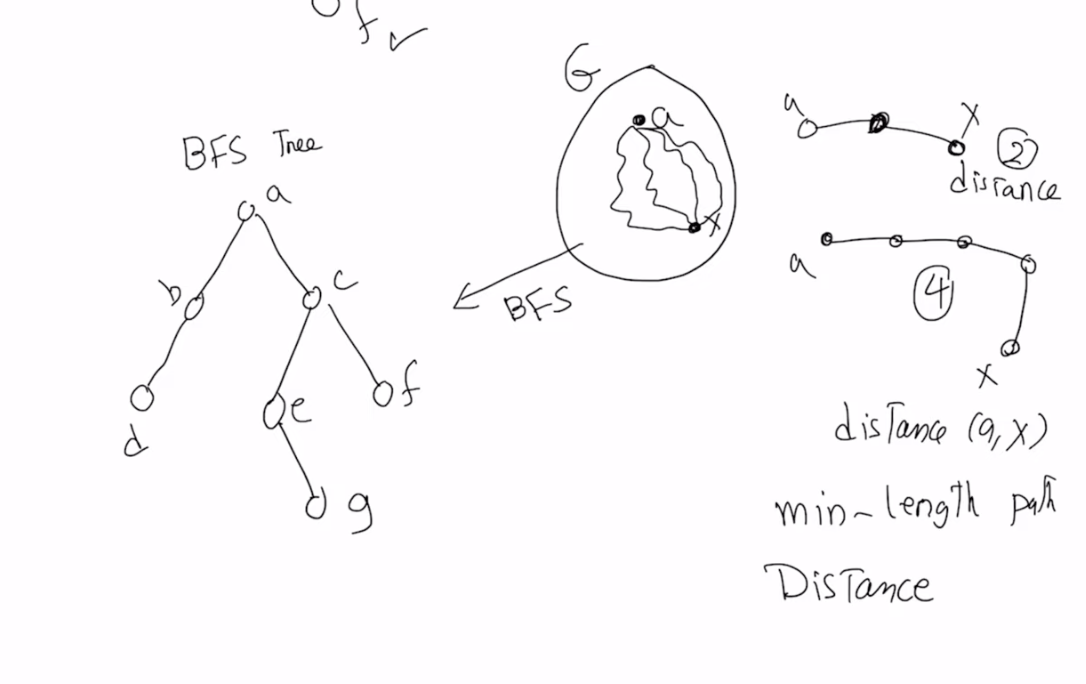 f
BFS Tree
a
b
c
d
e
f
g
G
a
x
BFS
a
x
2
distance
a
4
x
distance (a,x)
min-length path
Distance